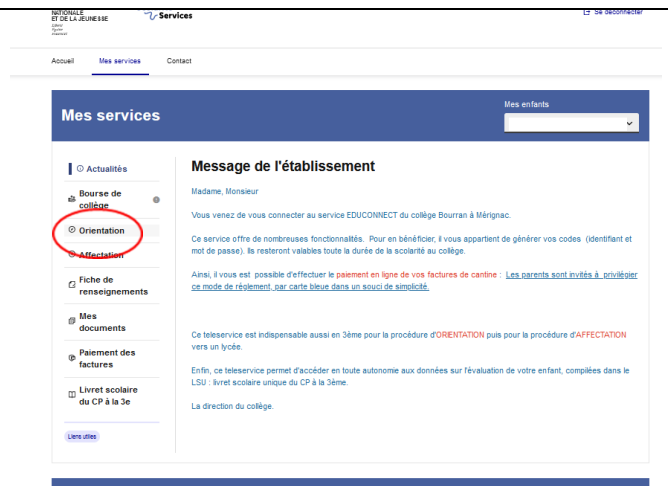 NATIONALE
ET DE LA JEUNESSE
Services
Se déconnecter
Accueil Mes services Contact
Mes services
Mes enfants
Actualités
Bourse de
collège
Orientation
Affectation
Fiche de
renseignements
Mes
documents
Paiement des
factures
Livret scolaire
du CP à la 3e
Liens utiles
Message de l'établissement
Madame, Monsieur
Vous venez de vous connecter au service EDUCONNECT du collège Bourran à Mérignac.
Ce service offre de nombreuses fonctionnalités. Pour en bénéficier, il vous appartient de générer vos codes (identifiant et
mot de passe). Ils resteront valables toute la durée de la scolarité au collège.
Ainsi, il vous est possible d'effectuer le paiement en ligne de vos factures de cantine : Les parents sont invités à privilégier
ce mode de règlement, par carte bleue dans un souci de simplicité.
Ce teleservice est indispensable aussi en 3ème pour la procédure d'ORIENTATION puis pour la procédure d'AFFECTATION
vers un lycée.
Enfin, ce teleservice permet d'accéder en toute autonomie aux données sur l'évaluation de votre enfant, compilées dans le
LSU : livret scolaire unique du CP à la 3ème.
La direction du collège.